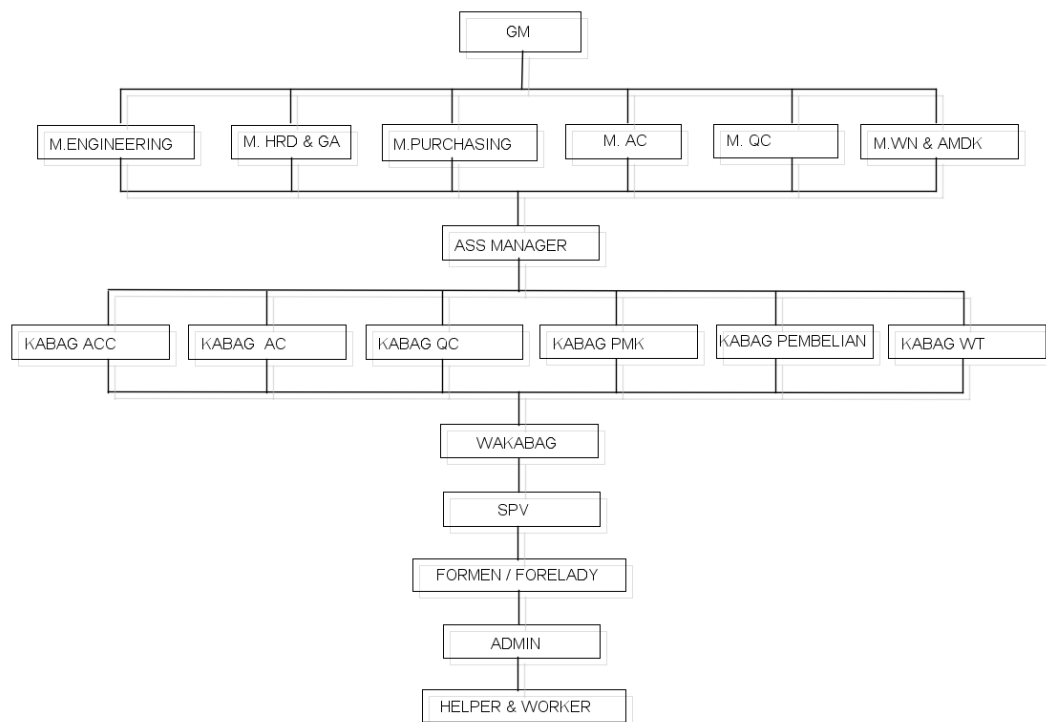 GM
M.ENGINEERING
M. HRD & GA
M.PURCHASING
M. AC
M. QC
M.WN & AMDK
ASS MANAGER
KABAG ACC
KABAG AC
KABAG QC
KABAG PMK
KABAG PEMBELIAN
KABAG WT
WAKABAG
SPV
FORMEN / FORELADY
ADMIN
HELPER & WORKER